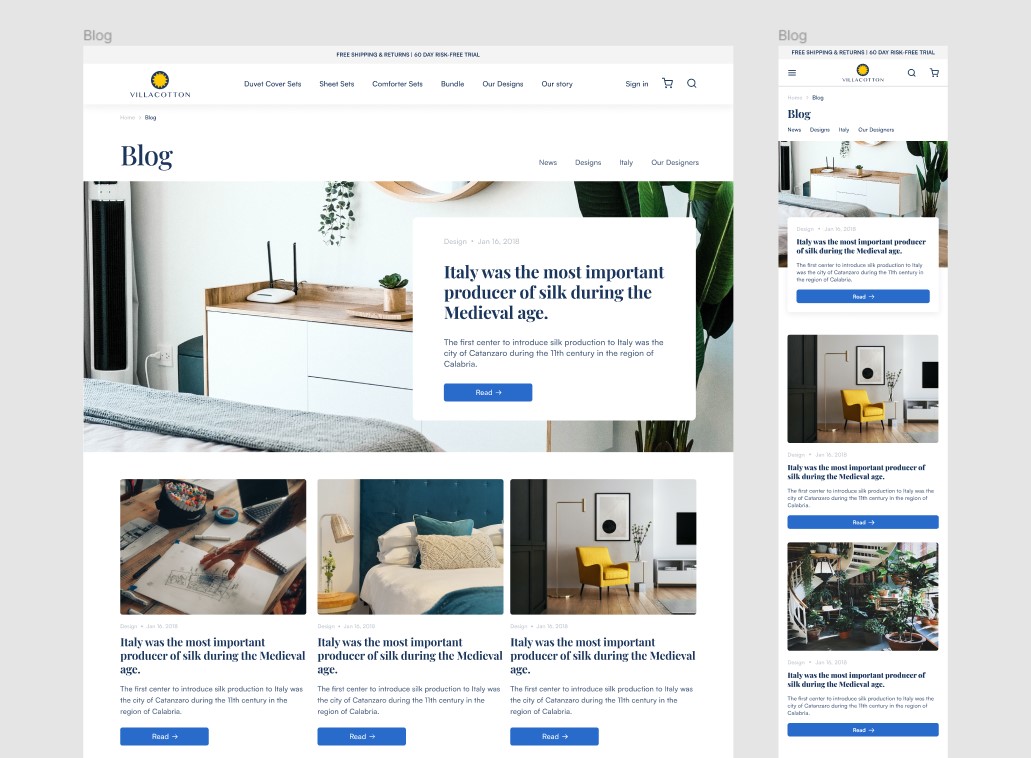 Blog
FREE SHIPPING & RETURNS | 60 DAY RISK-FREE TRIAL
VILLACOTTON
Duvet Cover Sets
Sheet Sets
Comforter Sets
Bundle
Our Designs
Our story
Sign in
Home > Blog
Blog
News
Designs
Italy
Our Designers
Design • Jan 16, 2018
Italy was the most important
producer of silk during the
Medieval age.
The first center to introduce silk production to Italy was the
city of Catanzaro during the 11th century in the region of
Calabria.
Read →
Design • Jan 16, 2018
Italy was the most important
producer of silk during the Medieval
age.
The first center to introduce silk production to Italy was
the city of Catanzaro during the 11th century in the
region of Calabria.
Read →
Design • Jan 16, 2018
Italy was the most important
producer of silk during the Medieval
age.
The first center to introduce silk production to Italy was
the city of Catanzaro during the 11th century in the
region of Calabria.
Read →
Design • Jan 16, 2018
Italy was the most important
producer of silk during the Medieval
age.
The first center to introduce silk production to Italy was
the city of Catanzaro during the 11th century in the
region of Calabria.
Read →
Blog
FREE SHIPPING & RETURNS | 60 DAY RISK-FREE TRIAL
VILLACOTTON
Home > Blog
Blog
News
Designs
Italy
Our Designers
Design • Jan 16, 2018
Italy was the most important producer
of silk during the Medieval age.
The first center to introduce silk production to Italy
was the city of Catanzaro during the 11th century in
the region of Calabria.
Read →
Design • Jan 16, 2018
Italy was the most important producer of
silk during the Medieval age.
The first center to introduce silk production to Italy was the
city of Catanzaro during the 11th century in the region of
Calabria.
Read →
Design • Jan 16, 2018
Italy was the most important producer of
silk during the Medieval age.
The first center to introduce silk production to Italy was the
city of Catanzaro during the 11th century in the region of
Calabria.
Read →